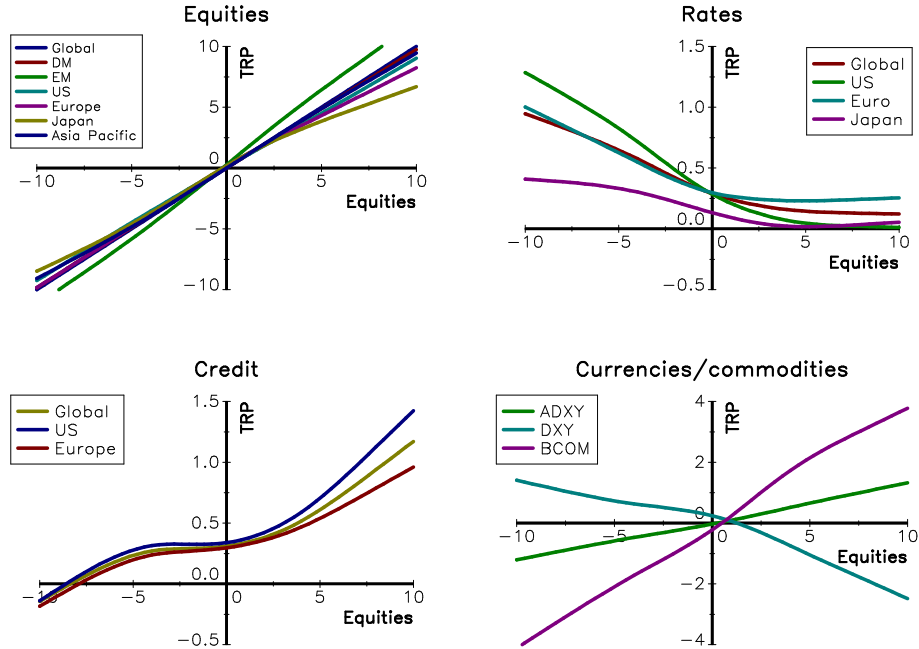 Equities
Global
DM
EM
US
Europe
Japan
Asia Pacific
TRP
10
5
0
−5
−10
−10
−5
0
5
10
Equities
Rates
Global
US
Euro
Japan
TRP
1.5
1.0
0.5
0.0
−0.5
−10
−5
0
5
10
Equities
Credit
Global
US
Europe
TRP
1.5
1.0
0.5
0.0
−0.5
−10
−5
0
5
10
Equities
Currencies/commodities
ADXY
DXY
BCOM
TRP
4
2
0
−2
−4
−10
−5
0
5
10
Equities